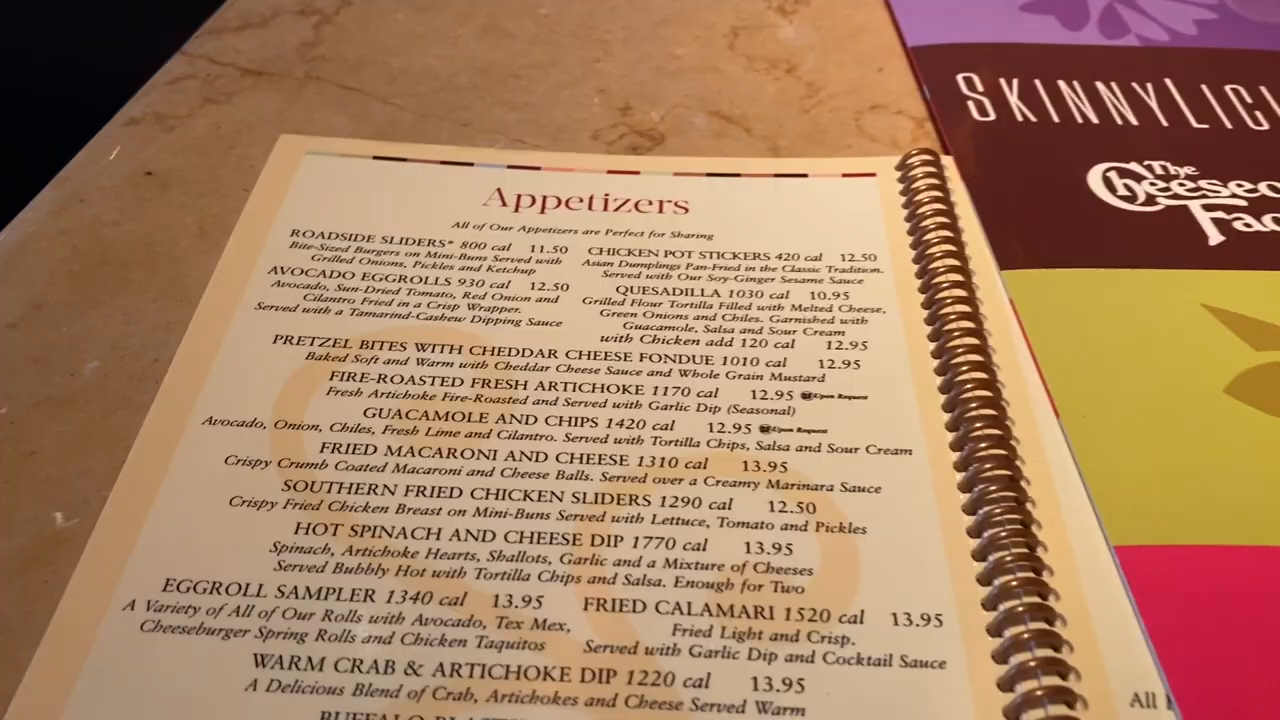 Appetizers
All of Our Appetizers are Perfect for Sharing
ROADSIDE SLIDERS* 800 cal 11.50
Bite-Sized Burgers on Mini-Buns Served with
Grilled Onions, Pickles and Ketchup
AVOCADO EGGROLLS 930 cal 12.50
Avocado, Sun-Dried Tomato, Red Onion and
Cilantro Fried in a Crisp Wrapper.
Served with a Tamarind-Cashew Dipping Sauce
CHICKEN POT STICKERS 420 cal 12.50
Asian Dumplings Pan-Fried in the Classic Tradition.
Served with Our Soy-Ginger Sesame Sauce
QUESADILLA 1030 cal 10.95
Grilled Flour Tortilla Filled with Melted Cheese,
Green Onions and Chiles. Garnished with
Guacamole, Salsa and Sour Cream
with Chicken add 120 cal 12.95
PRETZEL BITES WITH CHEDDAR CHEESE FONDUE 1010 cal 12.95
Baked Soft and Warm with Cheddar Cheese Sauce and Whole Grain Mustard
FIRE-ROASTED FRESH ARTICHOKE 1170 cal 12.95 Upon Request
Fresh Artichoke Fire-Roasted and Served with Garlic Dip (Seasonal)
GUACAMOLE AND CHIPS 1420 cal 12.95 Upon Request
Avocado, Onion, Chiles, Fresh Lime and Cilantro. Served with Tortilla Chips, Salsa and Sour Cream
FRIED MACARONI AND CHEESE 1310 cal 13.95
Crispy Crumb Coated Macaroni and Cheese Balls. Served over a Creamy Marinara Sauce
SOUTHERN FRIED CHICKEN SLIDERS 1290 cal 12.50
Crispy Fried Chicken Breast on Mini-Buns Served with Lettuce, Tomato and Pickles
HOT SPINACH AND CHEESE DIP 1770 cal 13.95
Spinach, Artichoke Hearts, Shallots, Garlic and a Mixture of Cheeses
Served Bubbly Hot with Tortilla Chips and Salsa. Enough for Two
EGGROLL SAMPLER 1340 cal 13.95
A Variety of All of Our Rolls with Avocado, Tex Mex,
Cheeseburger Spring Rolls and Chicken Taquitos
FRIED CALAMARI 1520 cal 13.95
Fried Light and Crisp.
Served with Garlic Dip and Cocktail Sauce
WARM CRAB & ARTICHOKE DIP 1220 cal 13.95
A Delicious Blend of Crab, Artichokes and Cheese Served Warm
SKINNYLICI
The
Cheesec
Fac
All